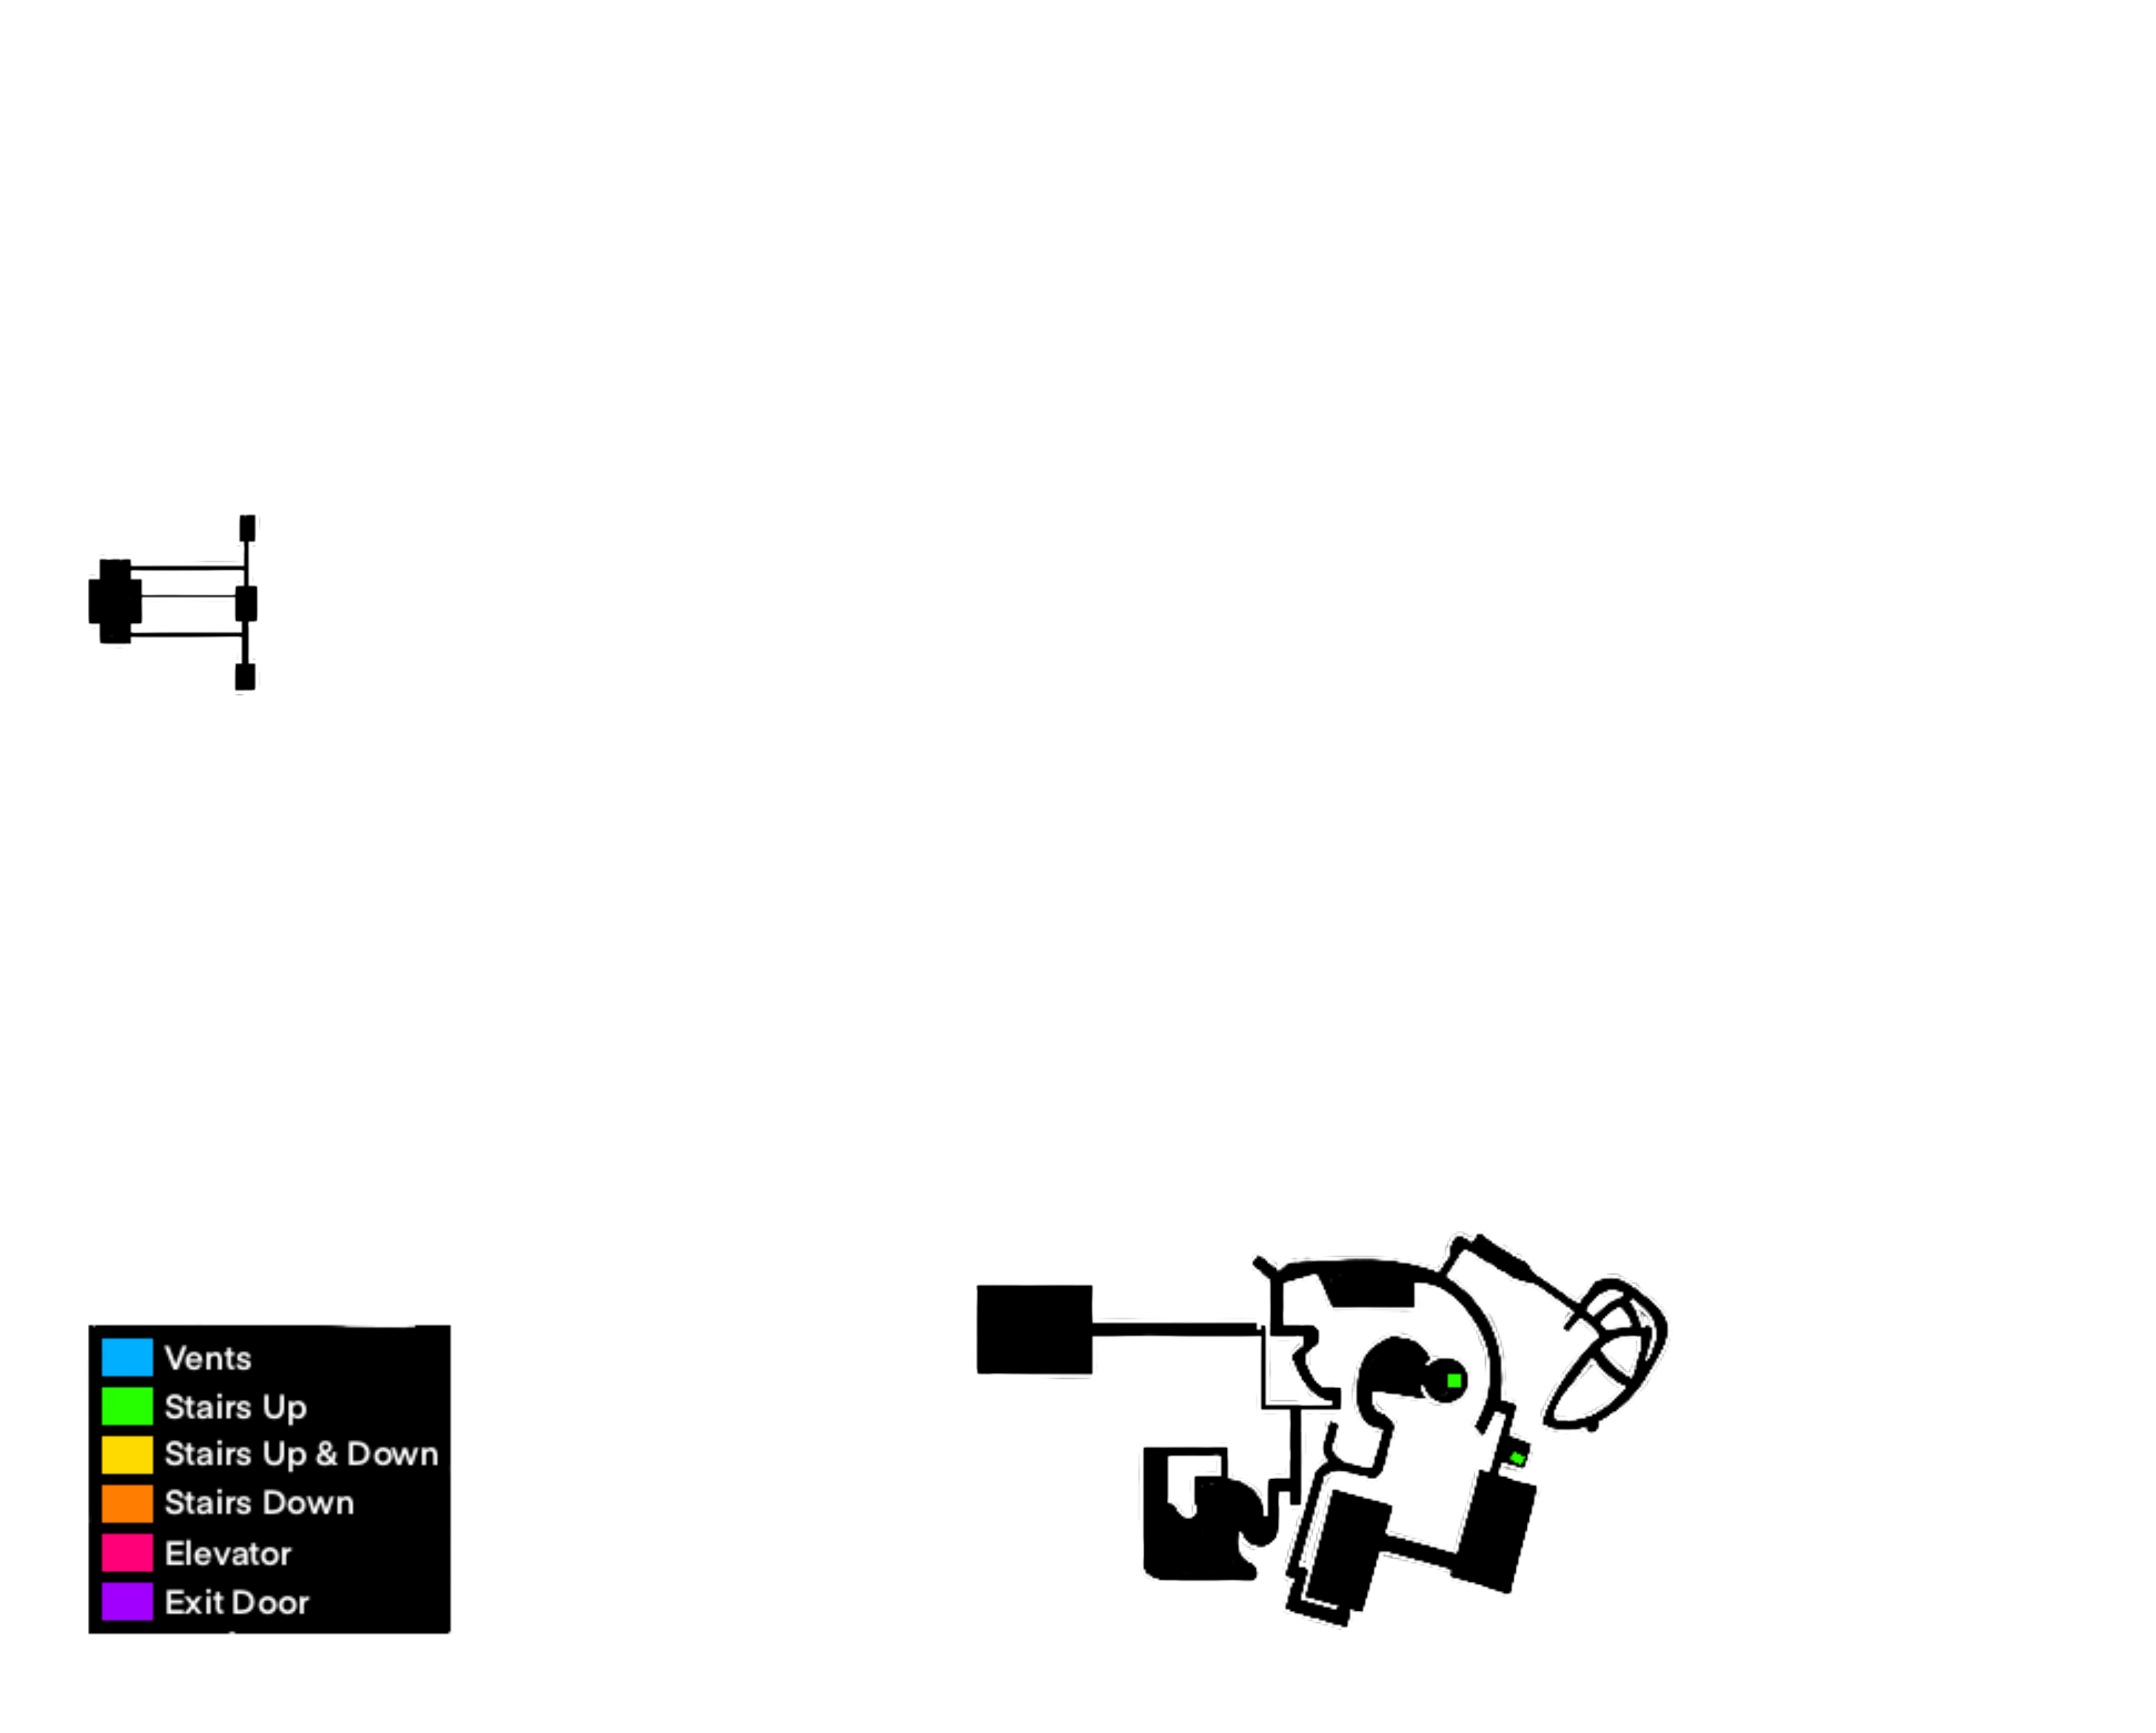 Vents
Stairs Up
Stairs Up & Down
Stairs Down
Elevator
Exit Door